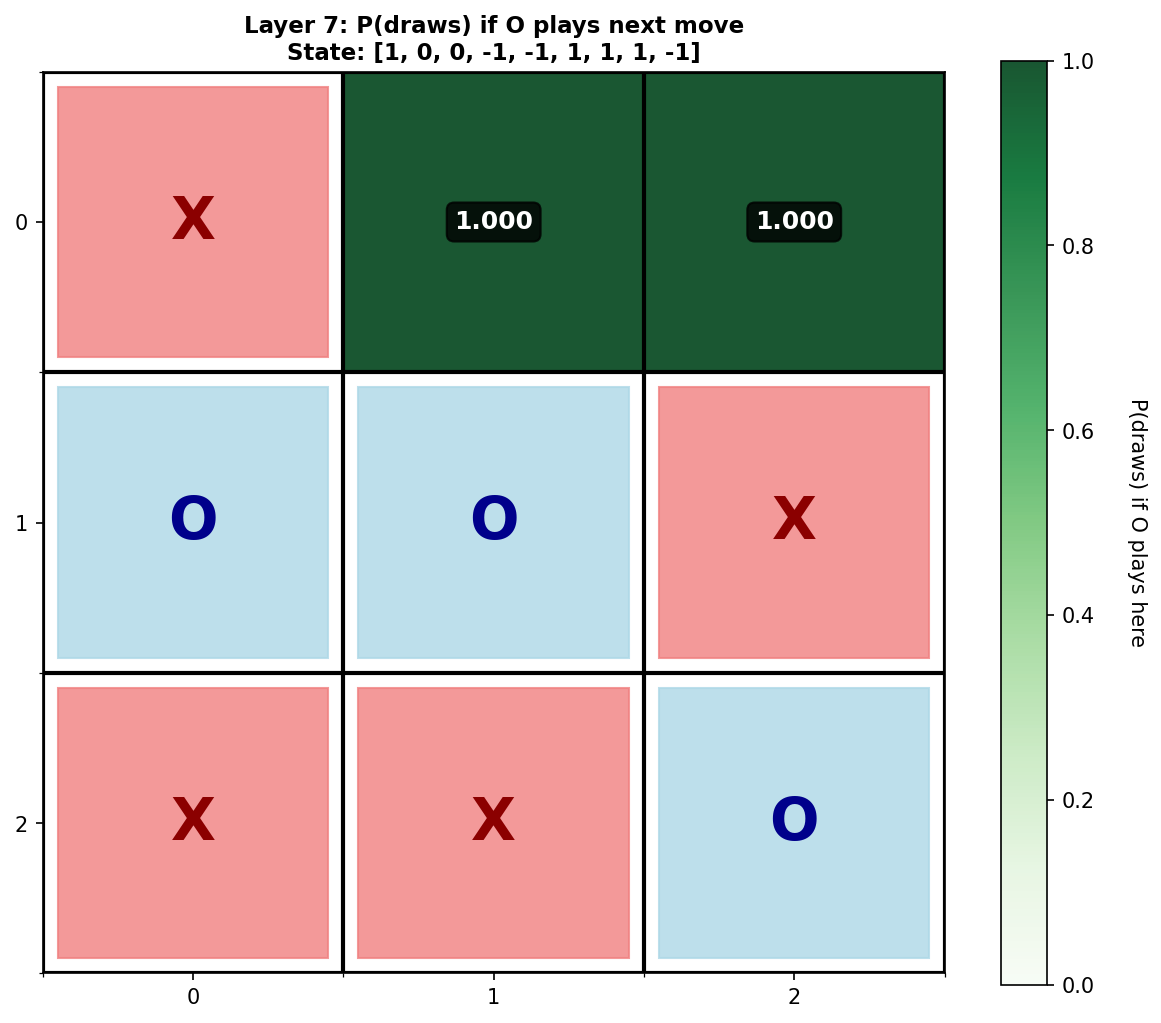 Layer 7: P(draws) if O plays next move
State: [1, 0, 0, -1, -1, 1, 1, 1, -1]
X
1.000
1.000
O
O
X
X
X
O
0
1
2
0
1
2
1.0
0.8
0.6
0.4
0.2
0.0
P(draws) if O plays here